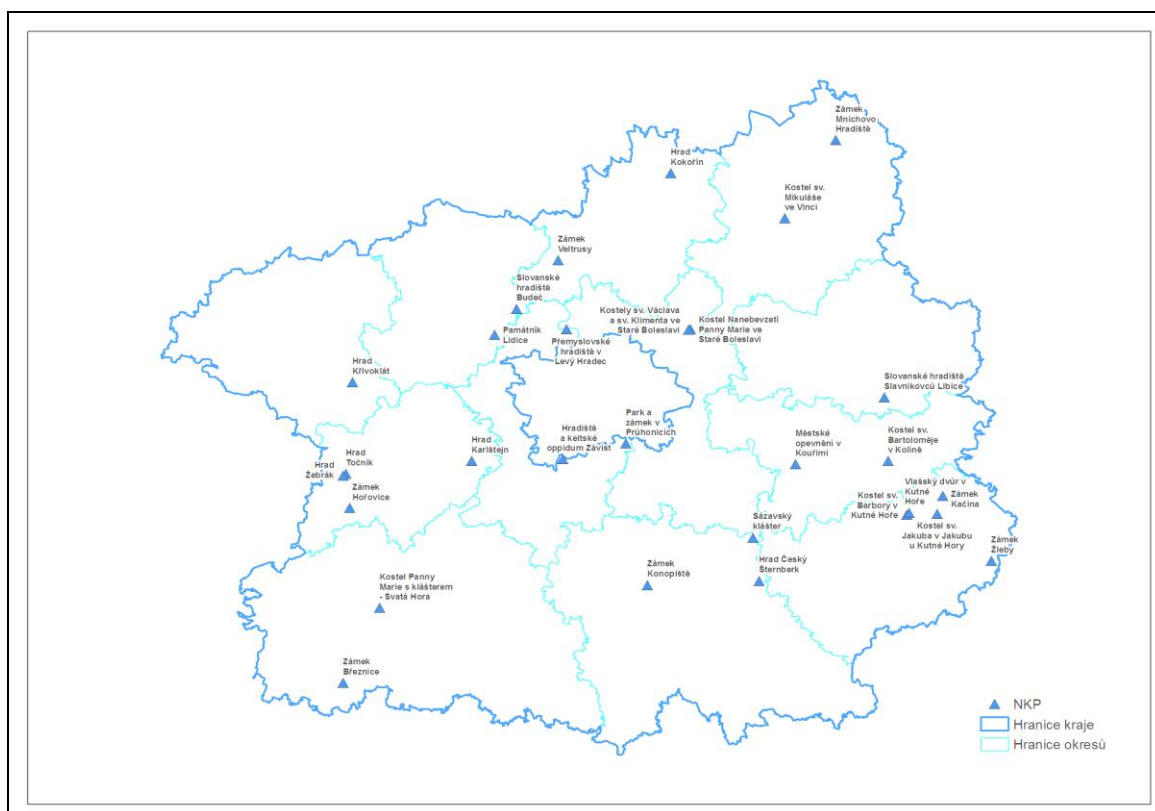 Zámek
Mnichovo
Hradiště
Hrad
Kokořín
Kostel sv.
Mikuláše
ve Vinci
Zámek
Veltrusy
Slovanské
hradiště
Budeč
Kostely sv. Václava
a sv. Klimenta ve
Staré Boleslavi
Kostel Nanebevzetí
Panny Marie ve
Staré Boleslavi
Památník
Lidice
Přemyslovské
hradiště v
Levý Hradec
Hrad
Křivoklát
Slovanské hradiště
Slavníkovců Libice
Park a
zámek v
Průhonicích
Hradiště
a keltské
oppidum Závist
Hrad
Karlštejn
Městské
opevnění v
Kouřimi
Kostel sv.
Bartoloměje
v Kolíně
Hrad
Točník
Hrad
Žebrák
Zámek
Hořovice
Vlašský dvůr v
Kutné
Hoře
Kostel sv.
Barbory v
Kutné Hoře
Zámek
Kačina
Kostel sv.
Jakuba v Jakubu
u Kutné Hory
Sázavský
klášter
Zámek
Žleby
Zámek
Konopiště
Hrad Český
Šternberk
Kostel Panny
Marie s klášterem
- Svatá Hora
Zámek
Březnice
NKP
Hranice kraje
Hranice okresů